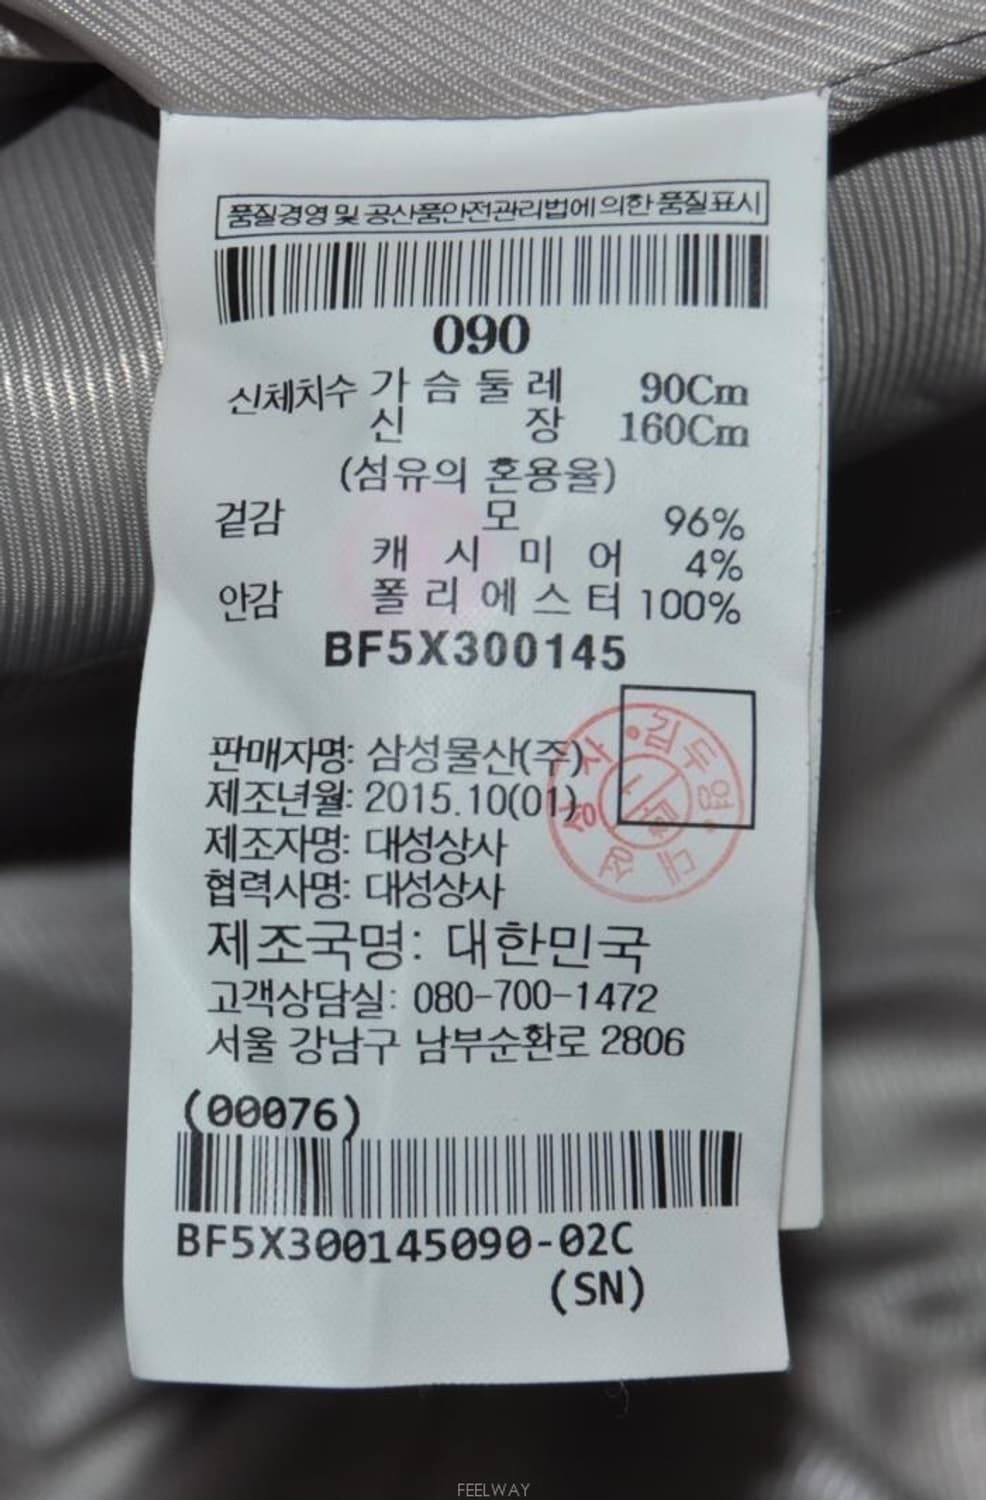 품질경영 및 공산품안전관리법에의한 품질표시
090
신체치수 가슴둘레 90Cm
신장 160Cm
(섬유의 혼용율)
겉감 모 96%
캐시미어 4%
안감 폴리에스터 100%
BF5X300145
판매자명: 삼성물산(주)
제조년월: 2015.10(01)
제조자명: 대성상사
협력사명: 대성상사
제조국명: 대한민국
고객상담실: 080-700-1472
서울 강남구 남부순환로 2806
(00076)
BF5X300145090-02C
(SN)
FEELWAY